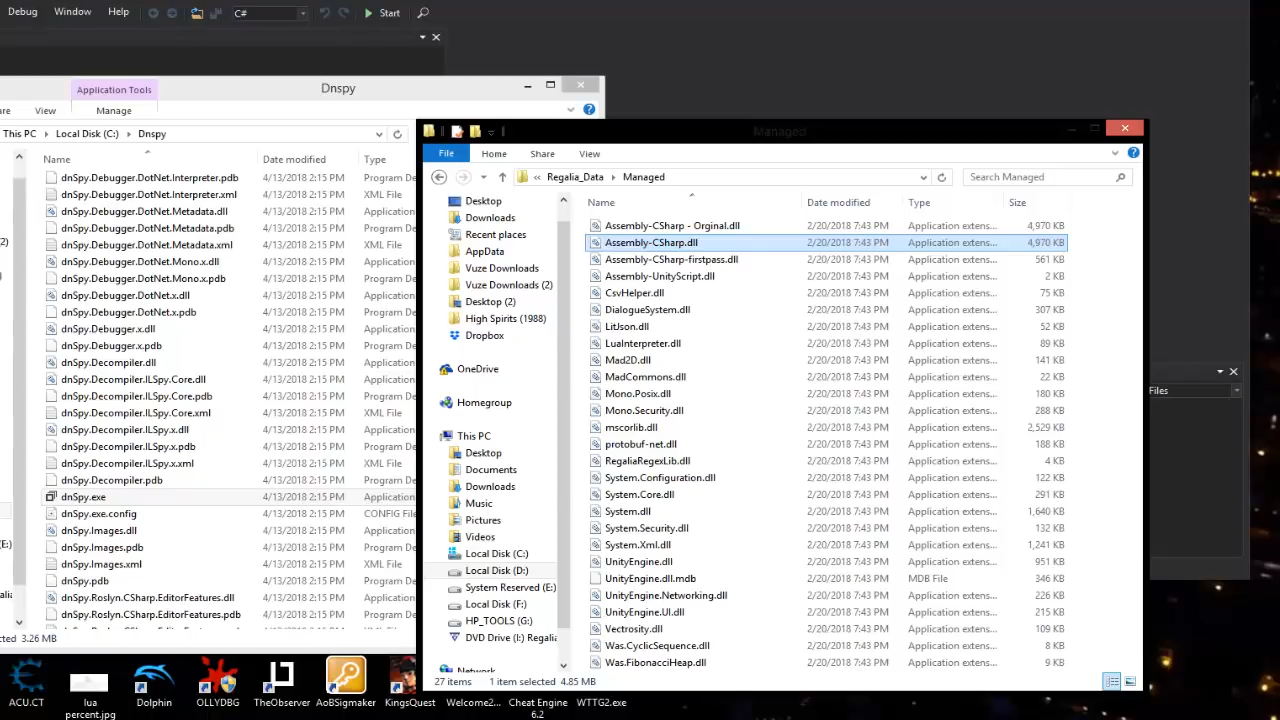 Debug Window Help C# Start
Dnspy
Application Tools
are View Manage
This PC Local Disk (C:) Dnspy
Name Date modified Type
dnSpy.Debugger.DotNet.Interpreter.pdb 4/13/2018 2:15 PM Program De
dnSpy.Debugger.DotNet.Interpreter.xml 4/13/2018 2:15 PM XML File
dnSpy.Debugger.DotNet.Metadata.dll 4/13/2018 2:15 PM Application
dnSpy.Debugger.DotNet.Metadata.pdb 4/13/2018 2:15 PM Program De
dnSpy.Debugger.DotNet.Metadata.xml 4/13/2018 2:15 PM XML File
dnSpy.Debugger.DotNet.Mono.x.dll 4/13/2018 2:15 PM Application
dnSpy.Debugger.DotNet.Mono.x.pdb 4/13/2018 2:15 PM Program De
dnSpy.Debugger.DotNet.x.dll 4/13/2018 2:15 PM Application
dnSpy.Debugger.DotNet.x.pdb 4/13/2018 2:15 PM Program De
dnSpy.Debugger.x.dll 4/13/2018 2:15 PM Application
dnSpy.Debugger.x.pdb 4/13/2018 2:15 PM Program De
dnSpy.Decompiler.dll 4/13/2018 2:15 PM Application
dnSpy.Decompiler.ILSpy.Core.dll 4/13/2018 2:15 PM Application
dnSpy.Decompiler.ILSpy.Core.pdb 4/13/2018 2:15 PM Program De
dnSpy.Decompiler.ILSpy.Core.xml 4/13/2018 2:15 PM XML File
dnSpy.Decompiler.ILSpy.x.dll 4/13/2018 2:15 PM Application
dnSpy.Decompiler.ILSpy.x.pdb 4/13/2018 2:15 PM Program De
dnSpy.Decompiler.ILSpy.x.xml 4/13/2018 2:15 PM XML File
dnSpy.Decompiler.pdb 4/13/2018 2:15 PM Program De
dnSpy.exe 4/13/2018 2:15 PM Application
dnSpy.exe.config 4/13/2018 2:15 PM CONFIG File
dnSpy.Images.dll 4/13/2018 2:15 PM Application
dnSpy.Images.pdb 4/13/2018 2:15 PM Program De
dnSpy.Images.xml 4/13/2018 2:15 PM XML File
dnSpy.pdb 4/13/2018 2:15 PM Program De
dnSpy.Roslyn.CSharp.EditorFeatures.dll 4/13/2018 2:15 PM Application
dnSpy.Roslyn.CSharp.EditorFeatures.pdb 4/13/2018 2:15 PM Program De
cted 3.26 MB
Managed
File Home Share View
« Regalia_Data Managed Search Managed
Desktop
Downloads
Recent places
AppData
Vuze Downloads
Vuze Downloads (2)
Desktop (2)
High Spirits (1988)
Dropbox
OneDrive
Homegroup
This PC
Desktop
Documents
Downloads
Music
Pictures
Videos
Local Disk (C:)
Local Disk (D:)
System Reserved (E:)
Local Disk (F:)
HP_TOOLS (G:)
DVD Drive (I:) Regalia
Network
Name Date modified Type Size
Assembly-CSharp - Orginal.dll 2/20/2018 7:43 PM Application extens... 4,970 KB
Assembly-CSharp.dll 2/20/2018 7:43 PM Application extens... 4,970 KB
Assembly-CSharp-firstpass.dll 2/20/2018 7:43 PM Application extens... 561 KB
Assembly-UnityScript.dll 2/20/2018 7:43 PM Application extens... 2 KB
CsvHelper.dll 2/20/2018 7:43 PM Application extens... 75 KB
DialogueSystem.dll 2/20/2018 7:43 PM Application extens... 307 KB
LitJson.dll 2/20/2018 7:43 PM Application extens... 52 KB
LuaInterpreter.dll 2/20/2018 7:43 PM Application extens... 89 KB
Mad2D.dll 2/20/2018 7:43 PM Application extens... 141 KB
MadCommons.dll 2/20/2018 7:43 PM Application extens... 22 KB
Mono.Posix.dll 2/20/2018 7:43 PM Application extens... 180 KB
Mono.Security.dll 2/20/2018 7:43 PM Application extens... 288 KB
mscorlib.dll 2/20/2018 7:43 PM Application extens... 2,529 KB
protobuf-net.dll 2/20/2018 7:43 PM Application extens... 188 KB
RegaliaRegexLib.dll 2/20/2018 7:43 PM Application extens... 4 KB
System.Configuration.dll 2/20/2018 7:43 PM Application extens... 122 KB
System.Core.dll 2/20/2018 7:43 PM Application extens... 291 KB
System.dll 2/20/2018 7:43 PM Application extens... 1,640 KB
System.Security.dll 2/20/2018 7:43 PM Application extens... 132 KB
System.Xml.dll 2/20/2018 7:43 PM Application extens... 1,241 KB
UnityEngine.dll 2/20/2018 7:43 PM Application extens... 951 KB
UnityEngine.dll.mdb 2/20/2018 7:43 PM MDB File 346 KB
UnityEngine.Networking.dll 2/20/2018 7:43 PM Application extens... 226 KB
UnityEngine.UI.dll 2/20/2018 7:43 PM Application extens... 215 KB
Vectrosity.dll 2/20/2018 7:43 PM Application extens... 109 KB
Was.CyclicSequence.dll 2/20/2018 7:43 PM Application extens... 8 KB
Was.FibonacciHeap.dll 2/20/2018 7:43 PM Application extens... 9 KB
27 items 1 item selected 4.85 MB
Files
ACU.CT lua percent.jpg Dolphin OLLYDBG TheObserver AoBSigmaker KingsQuest Welcome2... Cheat Engine 6.2 WTTG2.exe